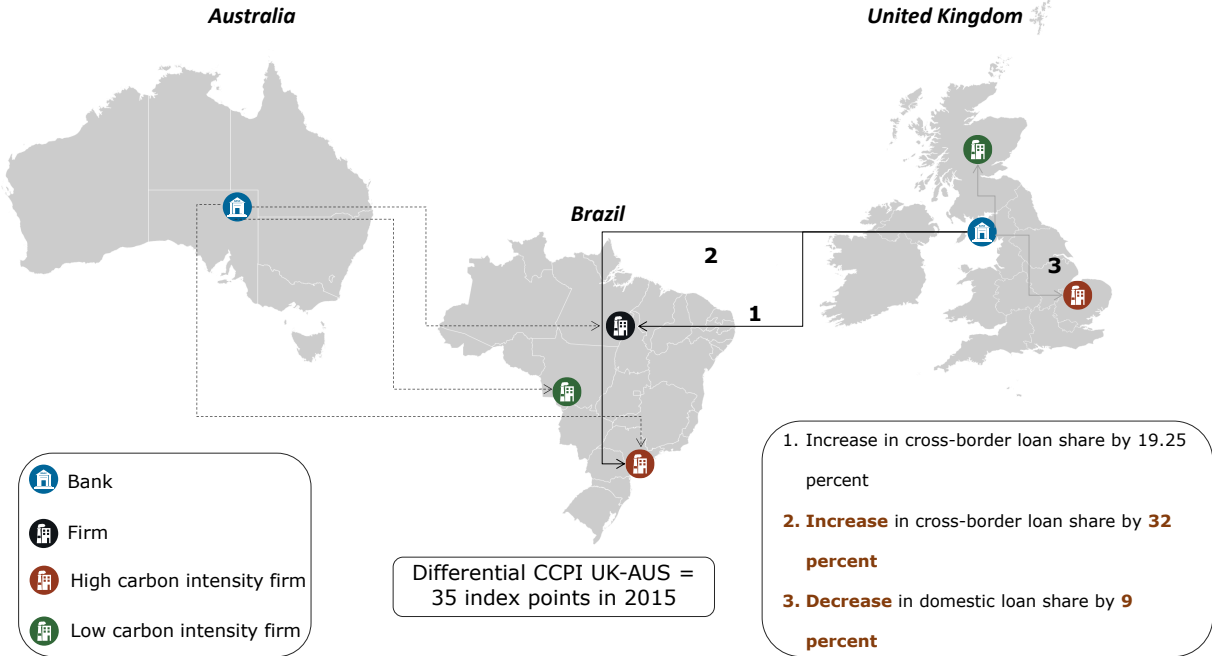 Australia
United Kingdom
Brazil
2
3
1
Bank
Firm
High carbon intensity firm
Low carbon intensity firm
Differential CCPI UK-AUS =
35 index points in 2015
1. Increase in cross-border loan share by 19.25
percent
2. Increase in cross-border loan share by 32
percent
3. Decrease in domestic loan share by 9
percent